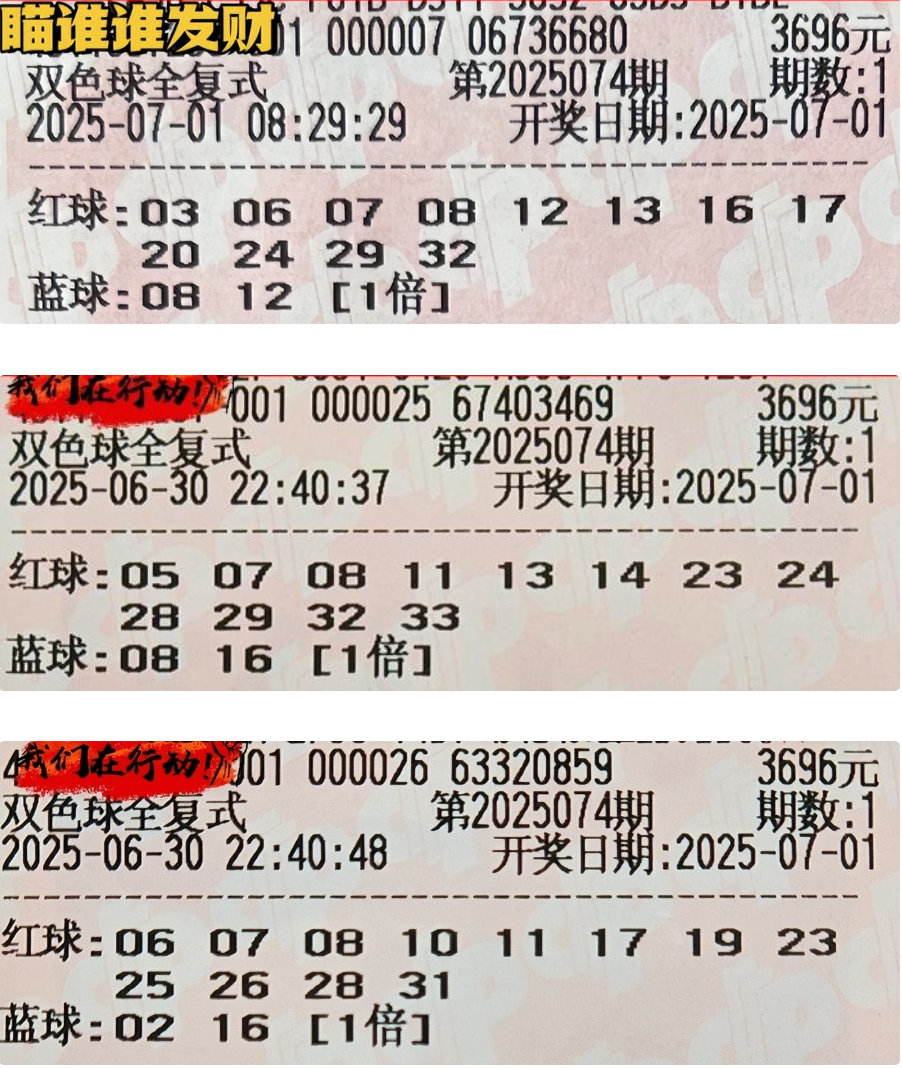 瞄谁谁发财
01 000007 06736680 3696元
双色球全复式 第2025074期 期数:1
2025-07-01 08:29:29 开奖日期:2025-07-01
红球:03 06 07 08 12 13 16 17
20 24 29 32
蓝球:08 12 [1倍]
我们在行动!
001 000025 67403469 3696元
双色球全复式 第2025074期 期数:1
2025-06-30 22:40:37 开奖日期:2025-07-01
红球:05 07 08 11 13 14 23 24
28 29 32 33
蓝球:08 16 [1倍]
我们在行动!
01 000026 63320859 3696元
双色球全复式 第2025074期 期数:1
2025-06-30 22:40:48 开奖日期:2025-07-01
红球:06 07 08 10 11 17 19 23
25 26 28 31
蓝球:02 16 [1倍]